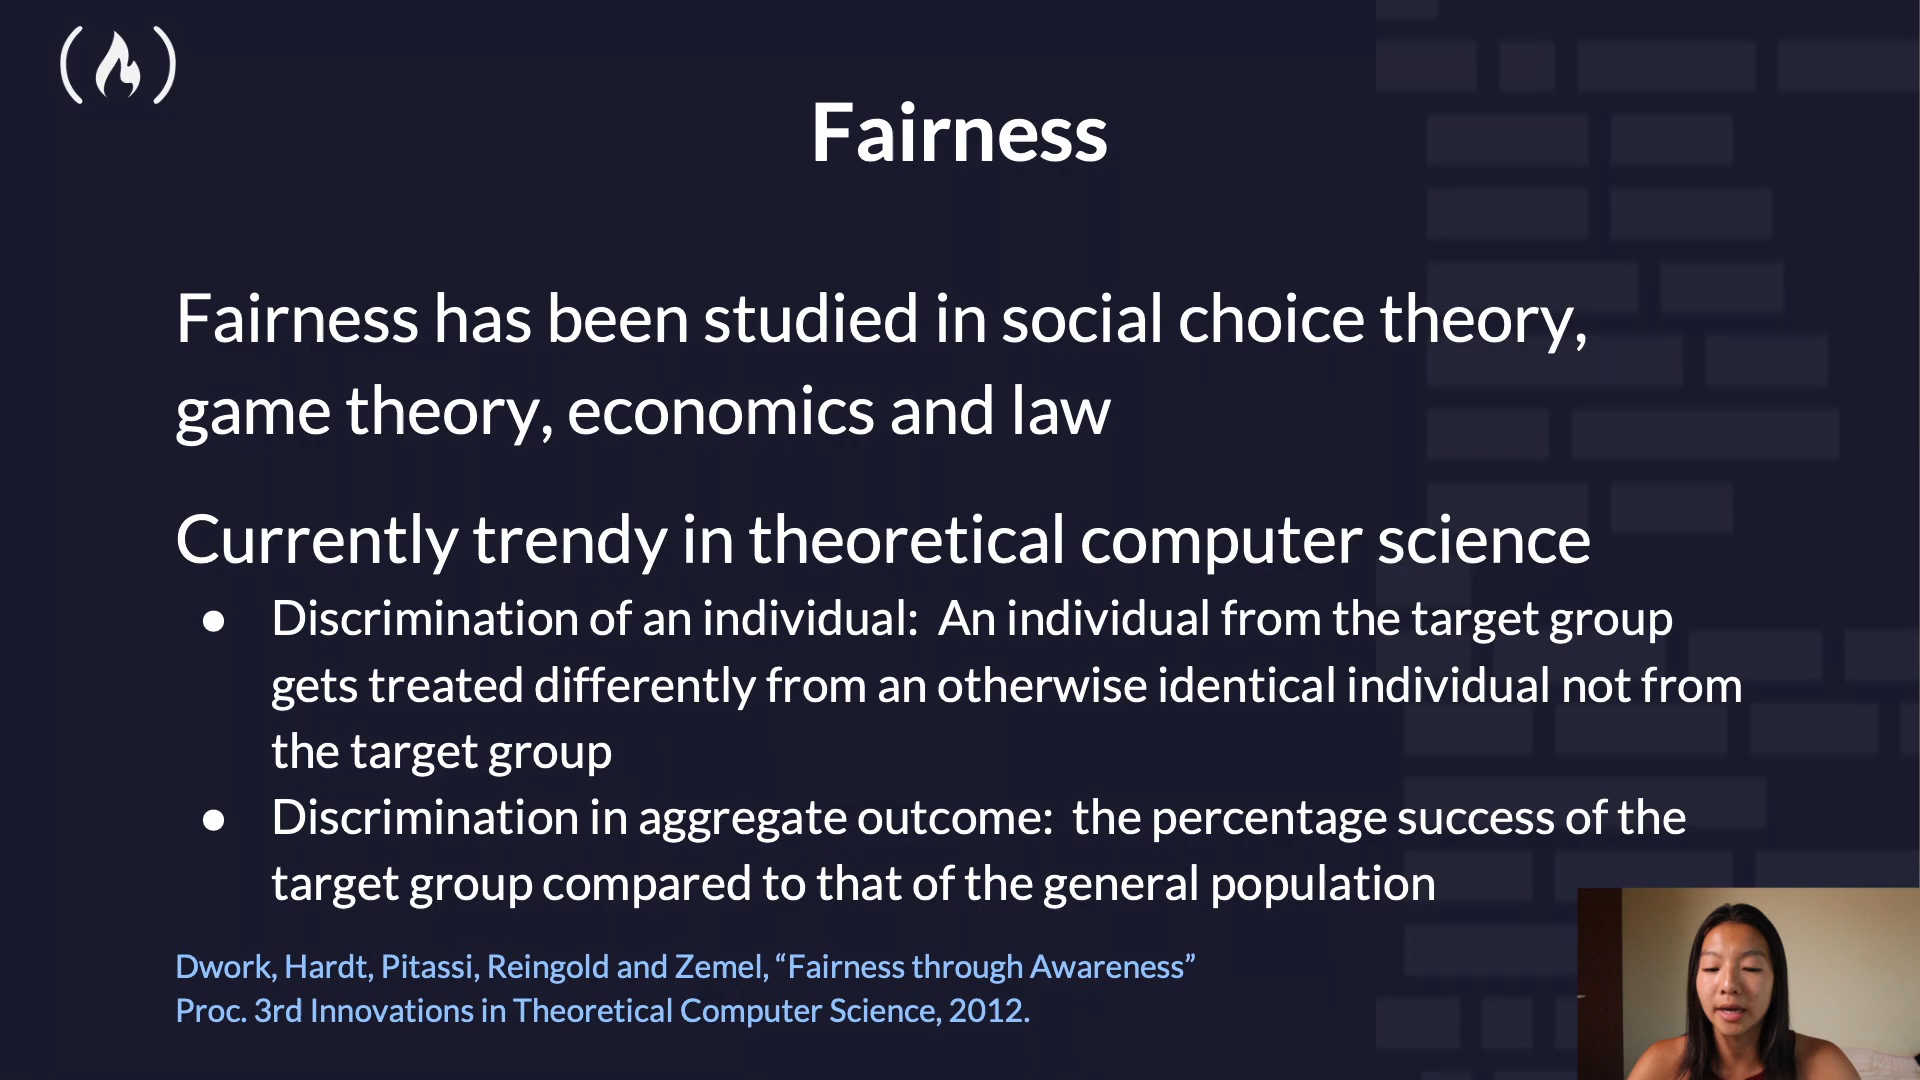 Fairness
Fairness has been studied in social choice theory,
game theory, economics and law
Currently trendy in theoretical computer science
● Discrimination of an individual:  An individual from the target group
gets treated differently from an otherwise identical individual not from
the target group
● Discrimination in aggregate outcome:  the percentage success of the
target group compared to that of the general population
Dwork, Hardt, Pitassi, Reingold and Zemel, “Fairness through Awareness”
Proc. 3rd Innovations in Theoretical Computer Science, 2012.